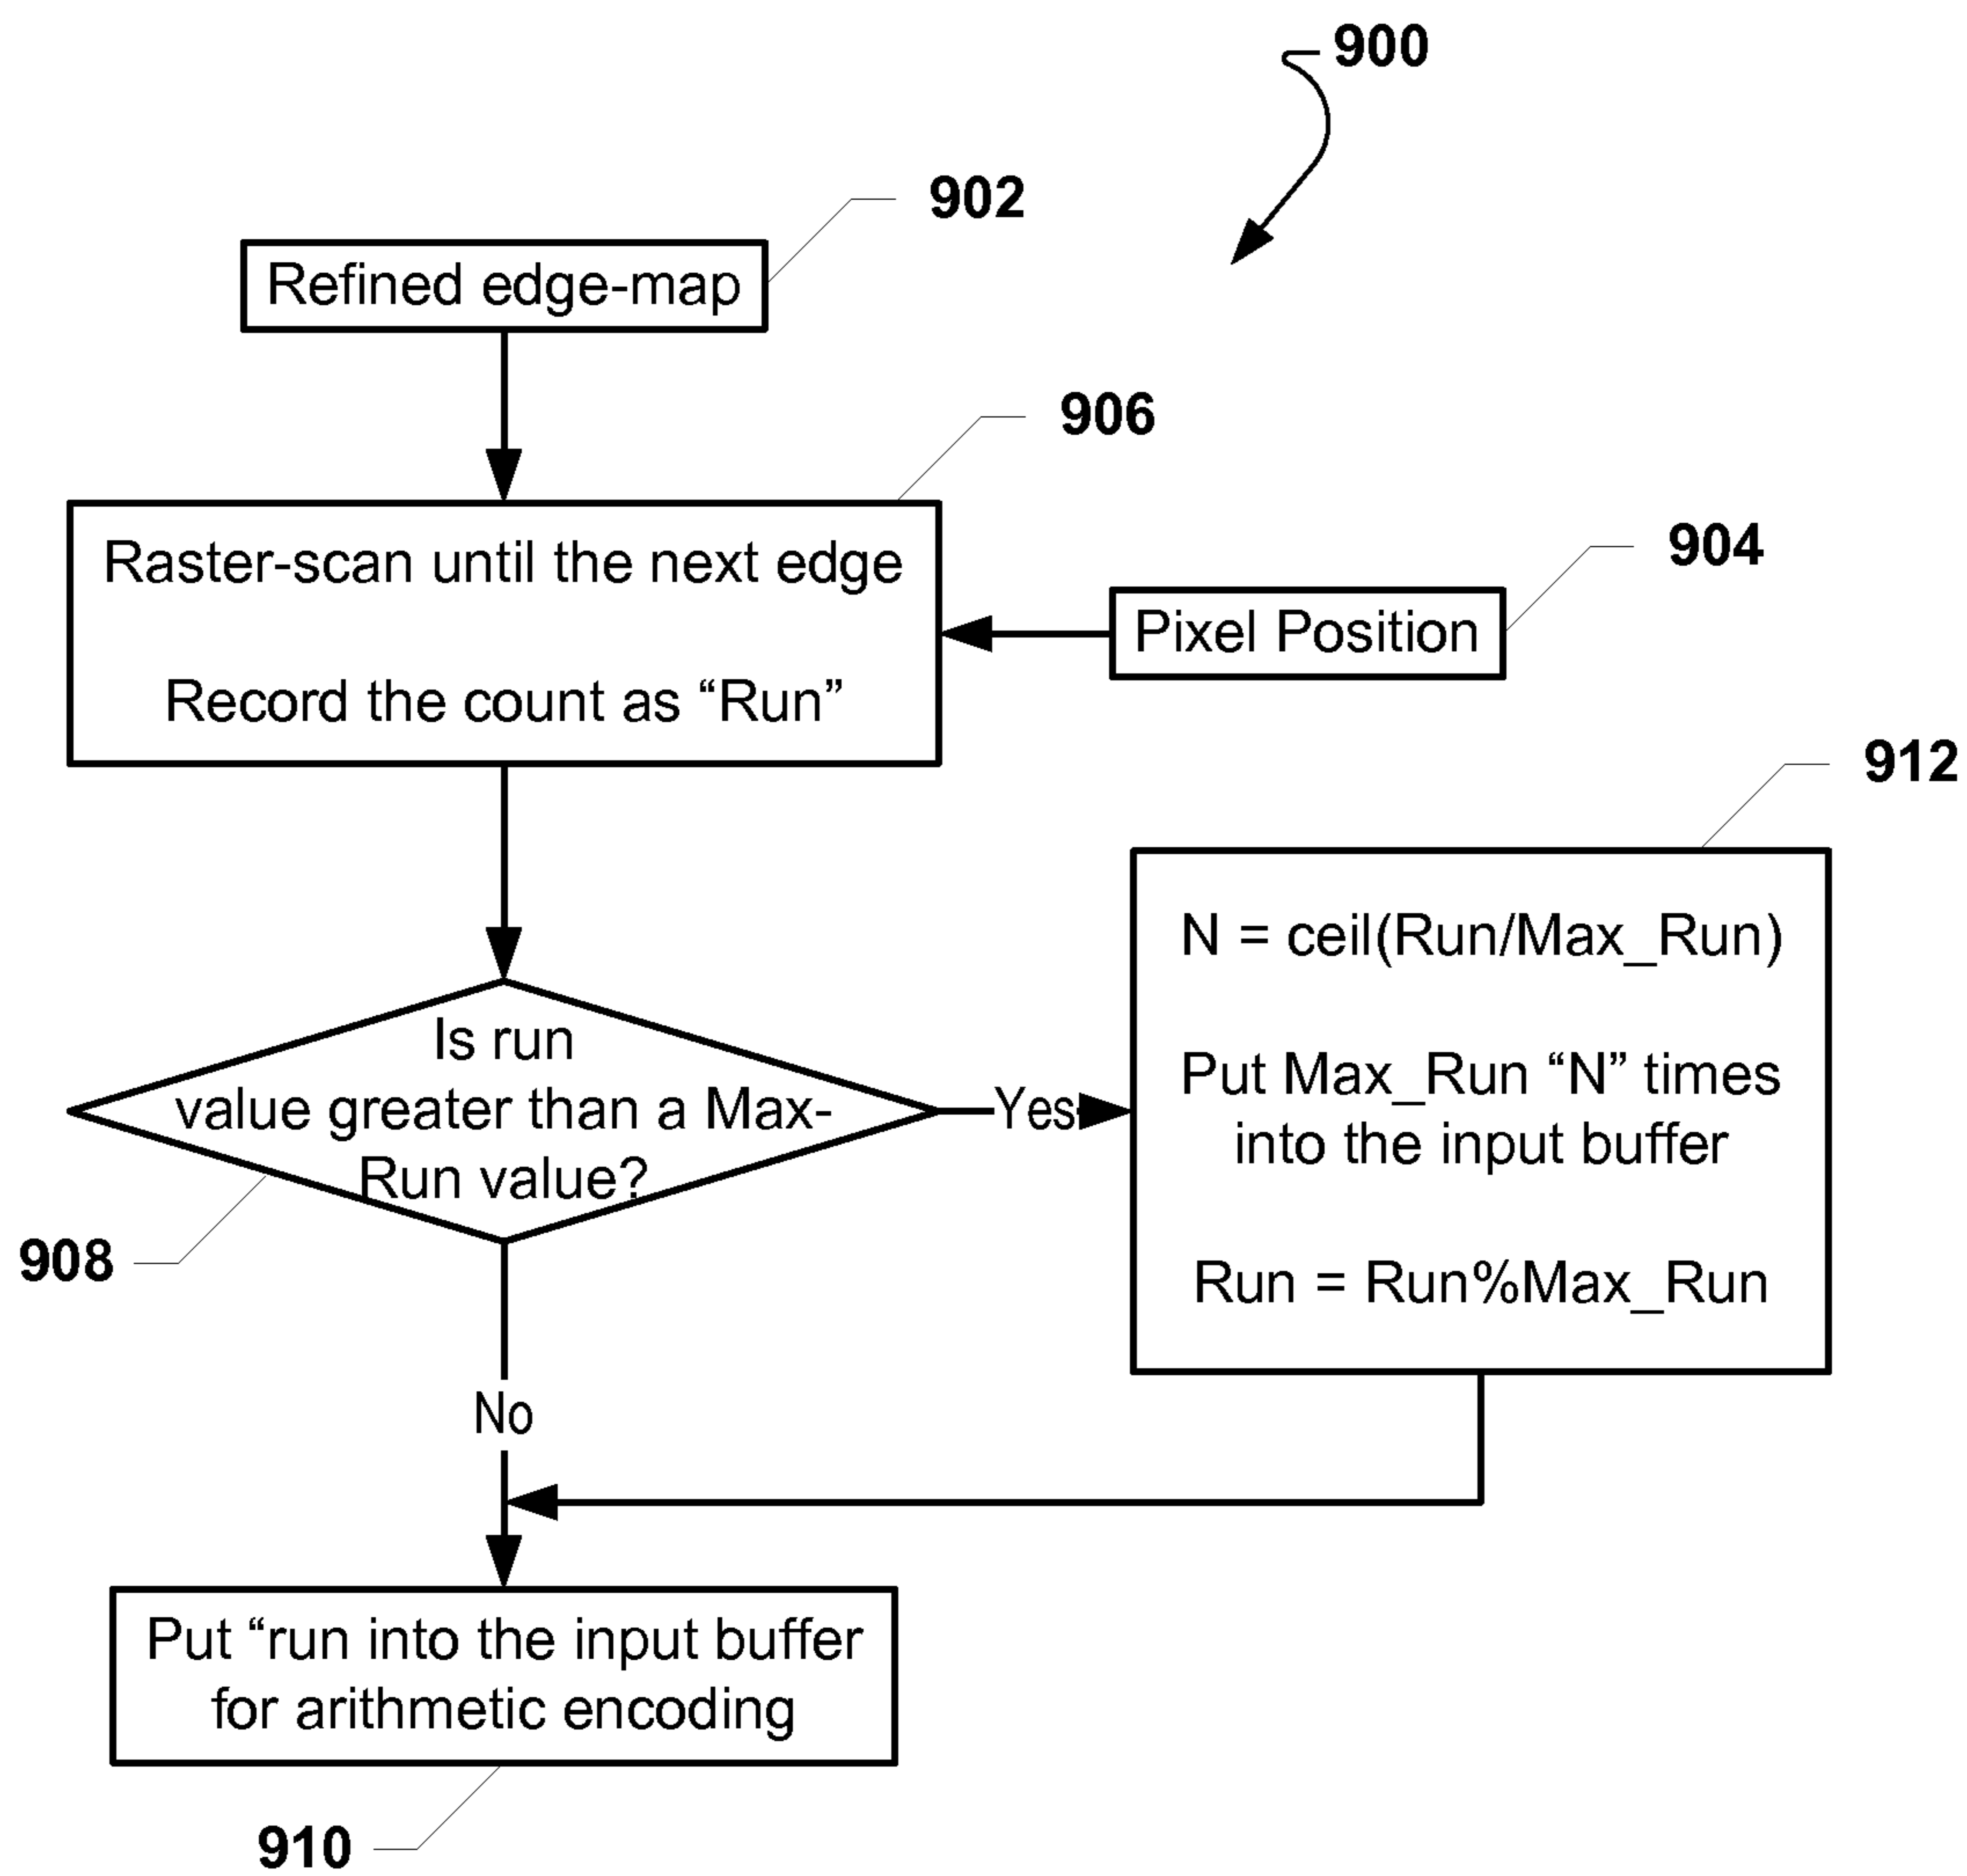 900
902
Refined edge-map
906
Raster-scan until the next edge
Record the count as “Run”
904
Pixel Position
912
N = ceil(Run/Max_Run)
Put Max_Run “N” times
into the input buffer
Run = Run%Max_Run
Is run
value greater than a Max-
Run value?
Yes
908
No
Put “run into the input buffer
for arithmetic encoding
910